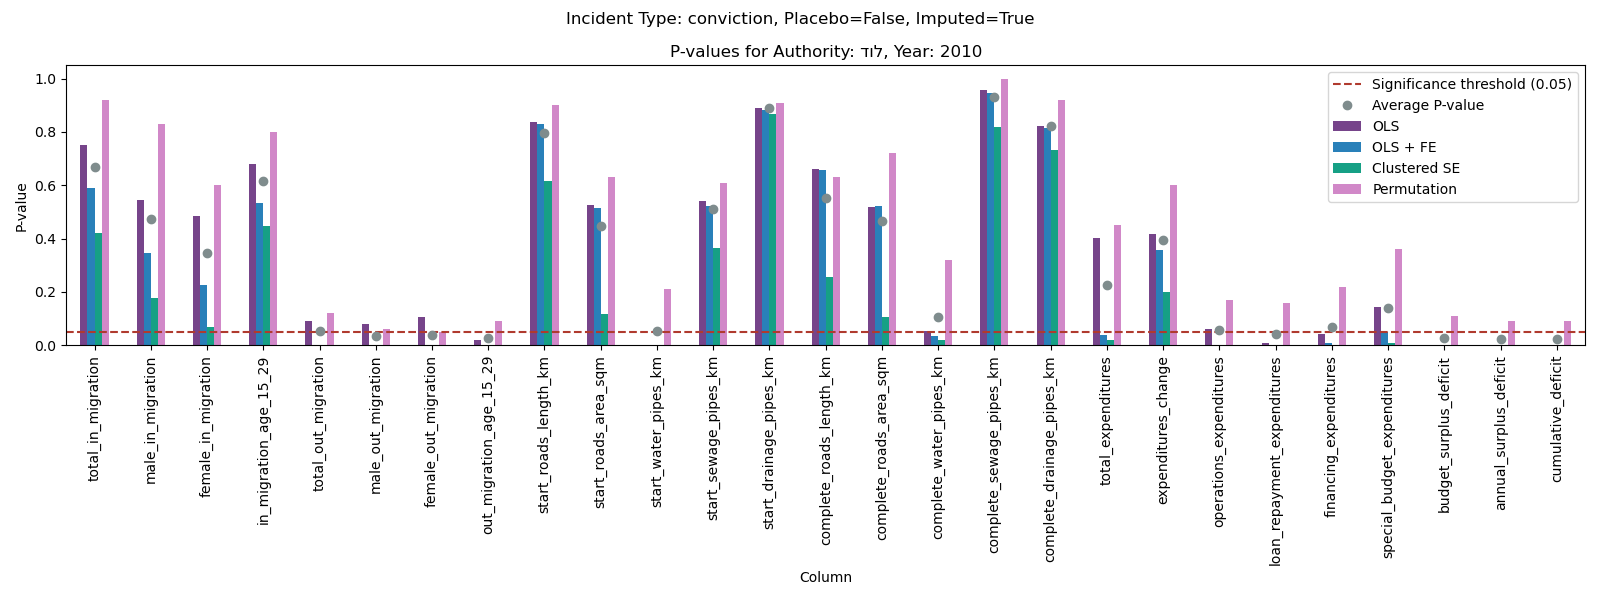 Incident Type: conviction, Placebo=False, Imputed=True
P-values for Authority: לוד, Year: 2010
P-value
1.0
0.8
0.6
0.4
0.2
0.0
Significance threshold (0.05)
Average P-value
OLS
OLS + FE
Clustered SE
Permutation
total_in_migration
male_in_migration
female_in_migration
in_migration_age_15_29
total_out_migration
male_out_migration
female_out_migration
out_migration_age_15_29
start_roads_length_km
start_roads_area_sqm
start_water_pipes_km
start_sewage_pipes_km
start_drainage_pipes_km
complete_roads_length_km
complete_roads_area_sqm
complete_water_pipes_km
complete_sewage_pipes_km
complete_drainage_pipes_km
total_expenditures
expenditures_change
operations_expenditures
loan_repayment_expenditures
financing_expenditures
special_budget_expenditures
budget_surplus_deficit
annual_surplus_deficit
cumulative_deficit
Column